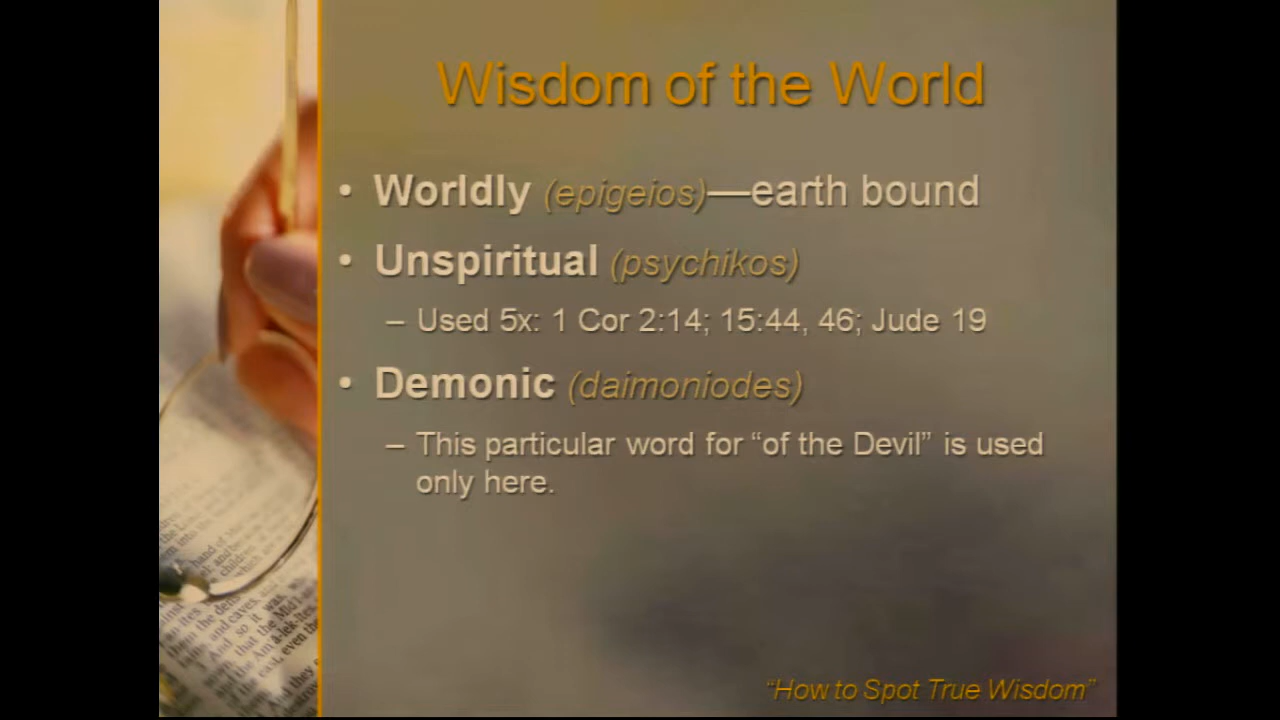 Wisdom of the World
• Worldly (epigeios)—earth bound
• Unspiritual (psychikos)
– Used 5x: 1 Cor 2:14; 15:44, 46; Jude 19
• Demonic (daimoniodes)
– This particular word for “of the Devil” is used
only here.
“How to Spot True Wisdom”